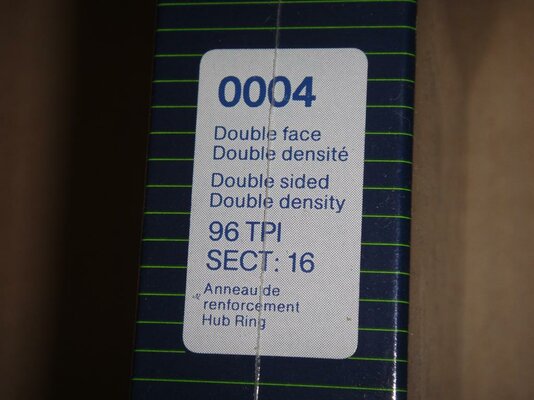 0004
Double face
Double densité
Double sided
Double density
96 TPI
SECT: 16
Anneau de
renforcement
Hub Ring